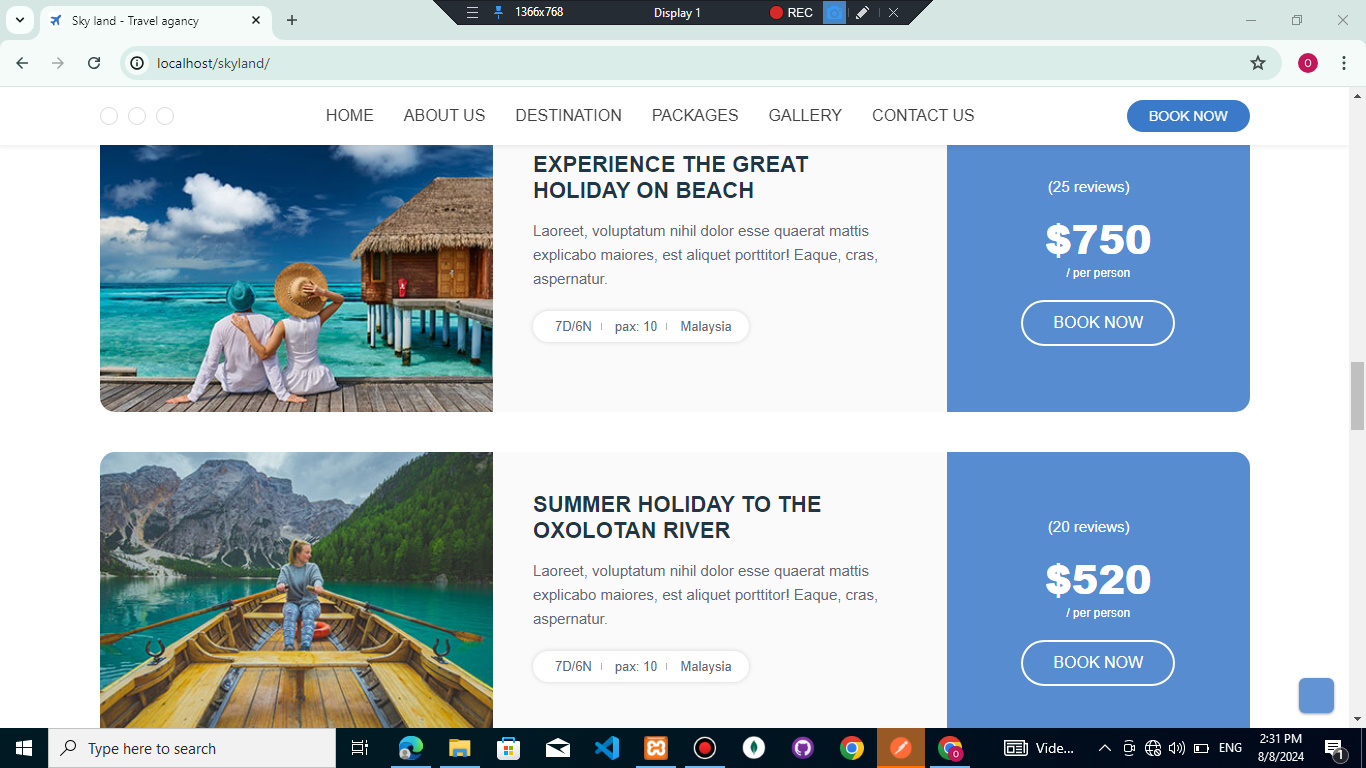 1366x768 Display 1 REC
Sky land - Travel agancy
localhost/skyland/
O
HOME ABOUT US DESTINATION PACKAGES GALLERY CONTACT US BOOK NOW
EXPERIENCE THE GREAT
HOLIDAY ON BEACH
Laoreet, voluptatum nihil dolor esse quaerat mattis
explicabo maiores, est aliquet porttitor! Eaque, cras,
aspernatur.
7D/6N pax: 10 Malaysia
(25 reviews)
$750
/ per person
BOOK NOW
SUMMER HOLIDAY TO THE
OXOLOTAN RIVER
Laoreet, voluptatum nihil dolor esse quaerat mattis
explicabo maiores, est aliquet porttitor! Eaque, cras,
aspernatur.
7D/6N pax: 10 Malaysia
(20 reviews)
$520
/ per person
BOOK NOW
Type here to search
O
Vide...
ENG
2:31 PM
8/8/2024
1